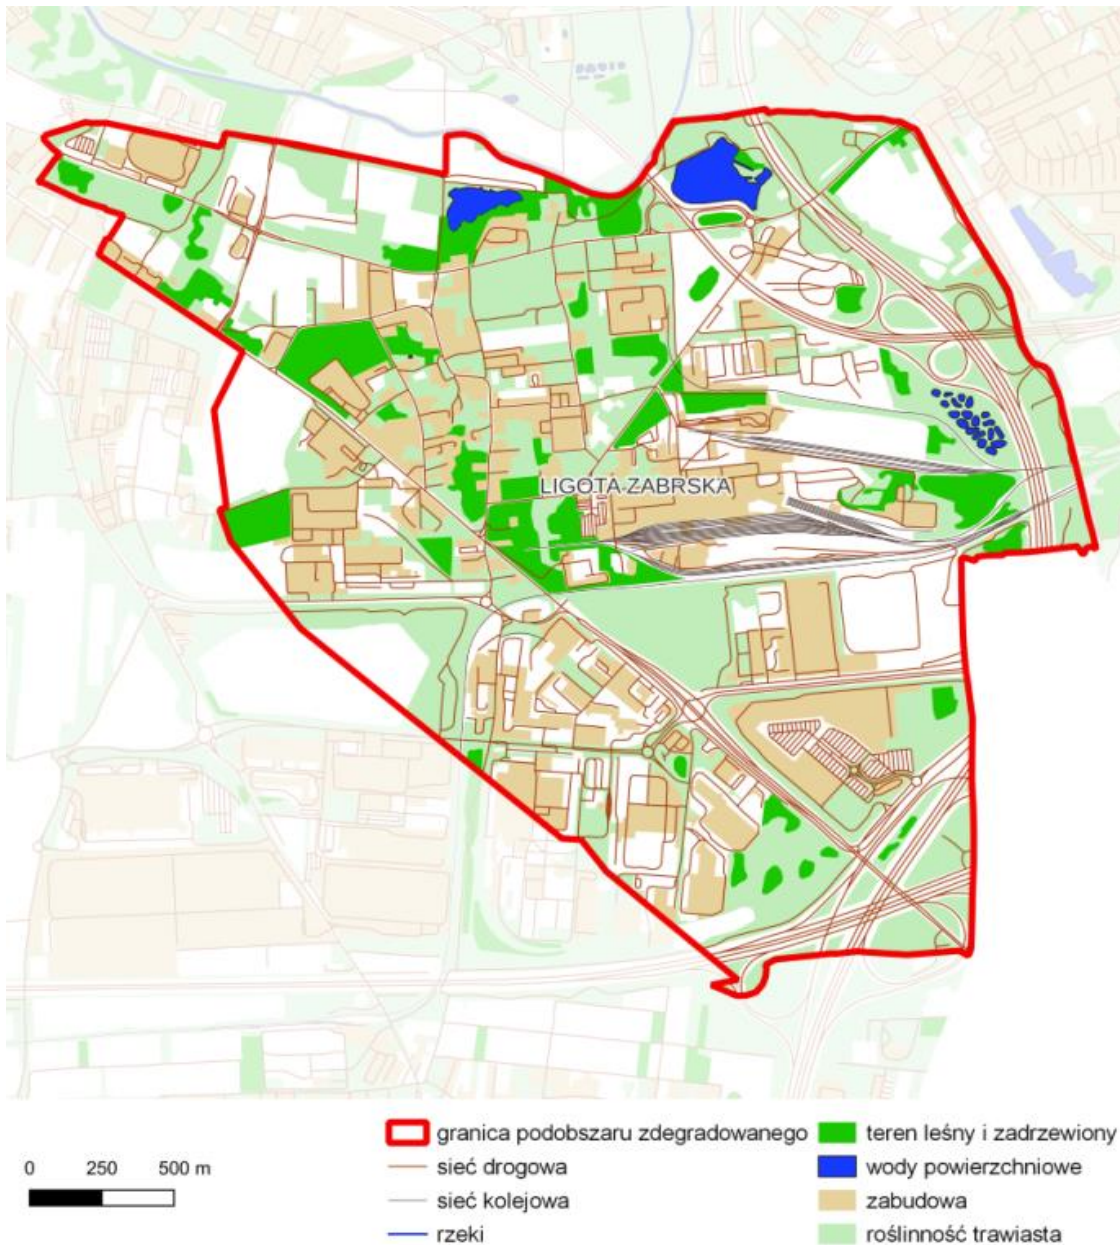 LIGOTA ZABRSKA
granica podobszaru zdegradowanego
teren leśny i zadrzewiony
0 250 500 m
sieć drogowa
wody powierzchniowe
sieć kolejowa
zabudowa
rzeki
roślinność trawiasta